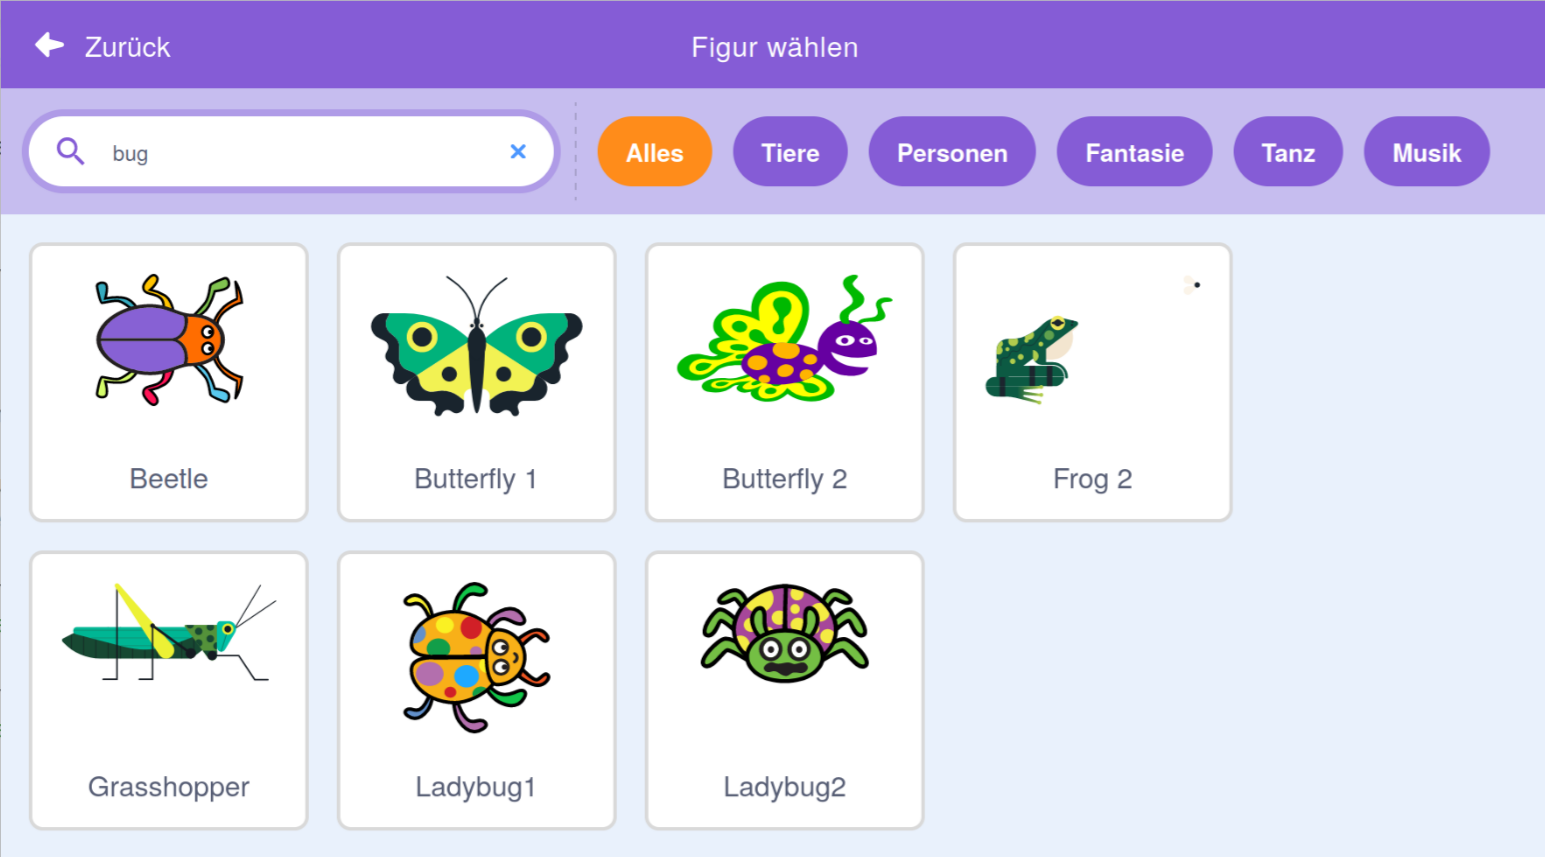 Zurück
Figur wählen
bug
Alles
Tiere
Personen
Fantasie
Tanz
Musik
Beetle
Butterfly 1
Butterfly 2
Frog 2
Grasshopper
Ladybug1
Ladybug2